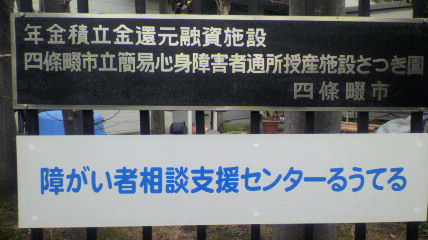 年金積立金還元融資施設
四條畷市立簡易心身障害者通所授産施設さつき園
四條畷市
障がい者相談支援センターるうてる